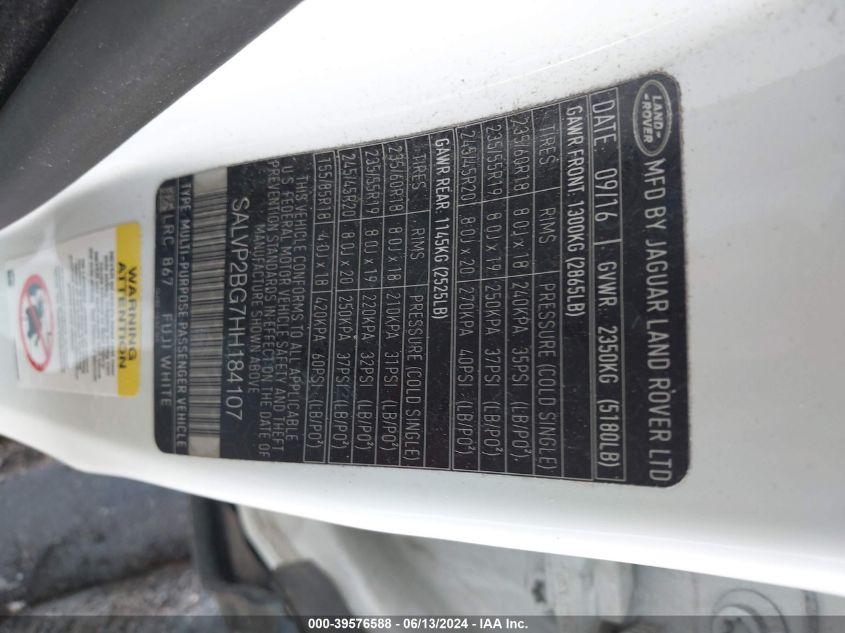 LAND
ROVER
MFD BY JAGUAR LAND ROVER LTD
DATE: 09/16 GVWR: 2350KG (5180LB)
GAWR FRONT: 1300KG (2865LB)
TIRES RIMS PRESSURE (COLD SINGLE)
235/60R18 8.0J x 18 240KPA 35PSI (LB/PO²)
235/55R19 8.0J x 19 250KPA 37PSI (LB/PO²)
245/45R20 8.0J x 20 270KPA 40PSI (LB/PO²)
GAWR REAR: 1145KG (2525LB)
TIRES RIMS PRESSURE (COLD SINGLE)
235/60R18 8.0J x 18 210KPA 31PSI (LB/PO²)
235/55R19 8.0J x 19 220KPA 32PSI (LB/PO²)
245/45R20 8.0J x 20 250KPA 37PSI (LB/PO²)
T65/85R18 4.0J x 18 420KPA 60PSI (LB/PO²)
THIS VEHICLE CONFORMS TO ALL APPLICABLE
U.S. FEDERAL MOTOR VEHICLE SAFETY AND THEFT
PREVENTION STANDARDS IN EFFECT ON THE DATE OF
MANUFACTURE SHOWN ABOVE.
SALVP2BG7HH184107
TYPE: MULTI-PURPOSE PASSENGER VEHICLE
LRC 867 FUJI WHITE
WARNING
ATTENTION
000-39576588 - 06/13/2024 - IAA Inc.